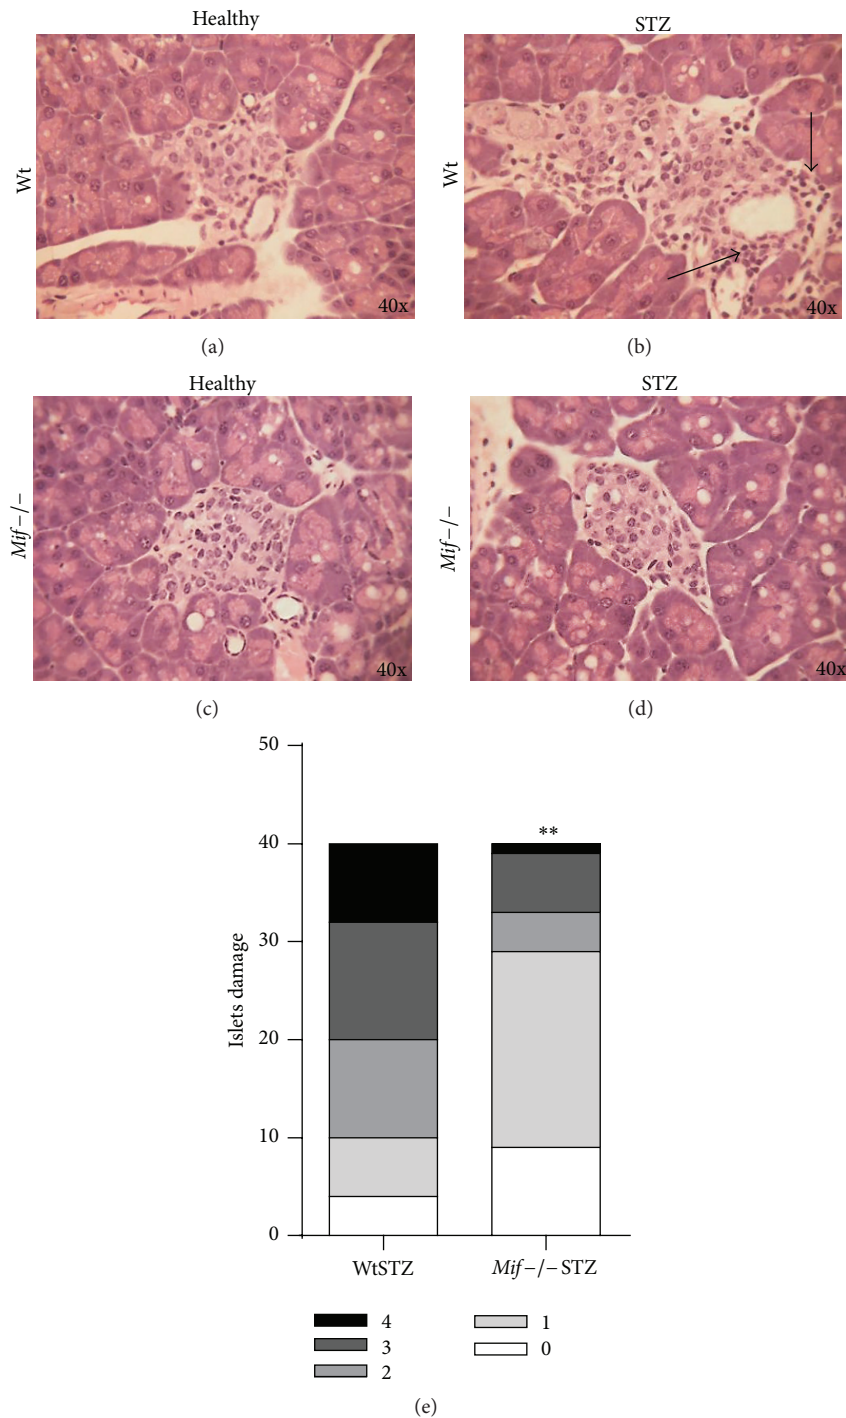 Healthy
STZ
Wt
Wt
40x
40x
(a)
(b)
Healthy
STZ
Mif−/−
Mif−/−
40x
40x
(c)
(d)
50
40
30
20
10
0
Islets damage
**
WtSTZ
Mif−/− STZ
4
3
2
1
0
(e)